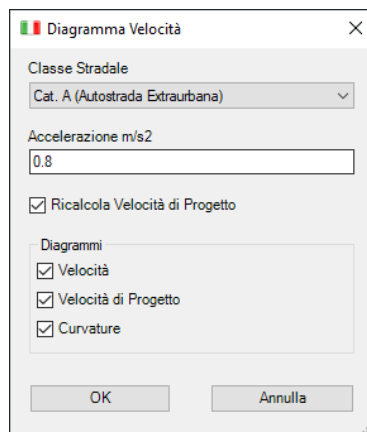 Diagramma Velocità
Classe Stradale
Cat. A (Autostrada Extraurbana)
Accelerazione m/s2
0.8
Ricalcola Velocità di Progetto
Diagrammi
Velocità
Velocità di Progetto
Curvature
OK Annulla